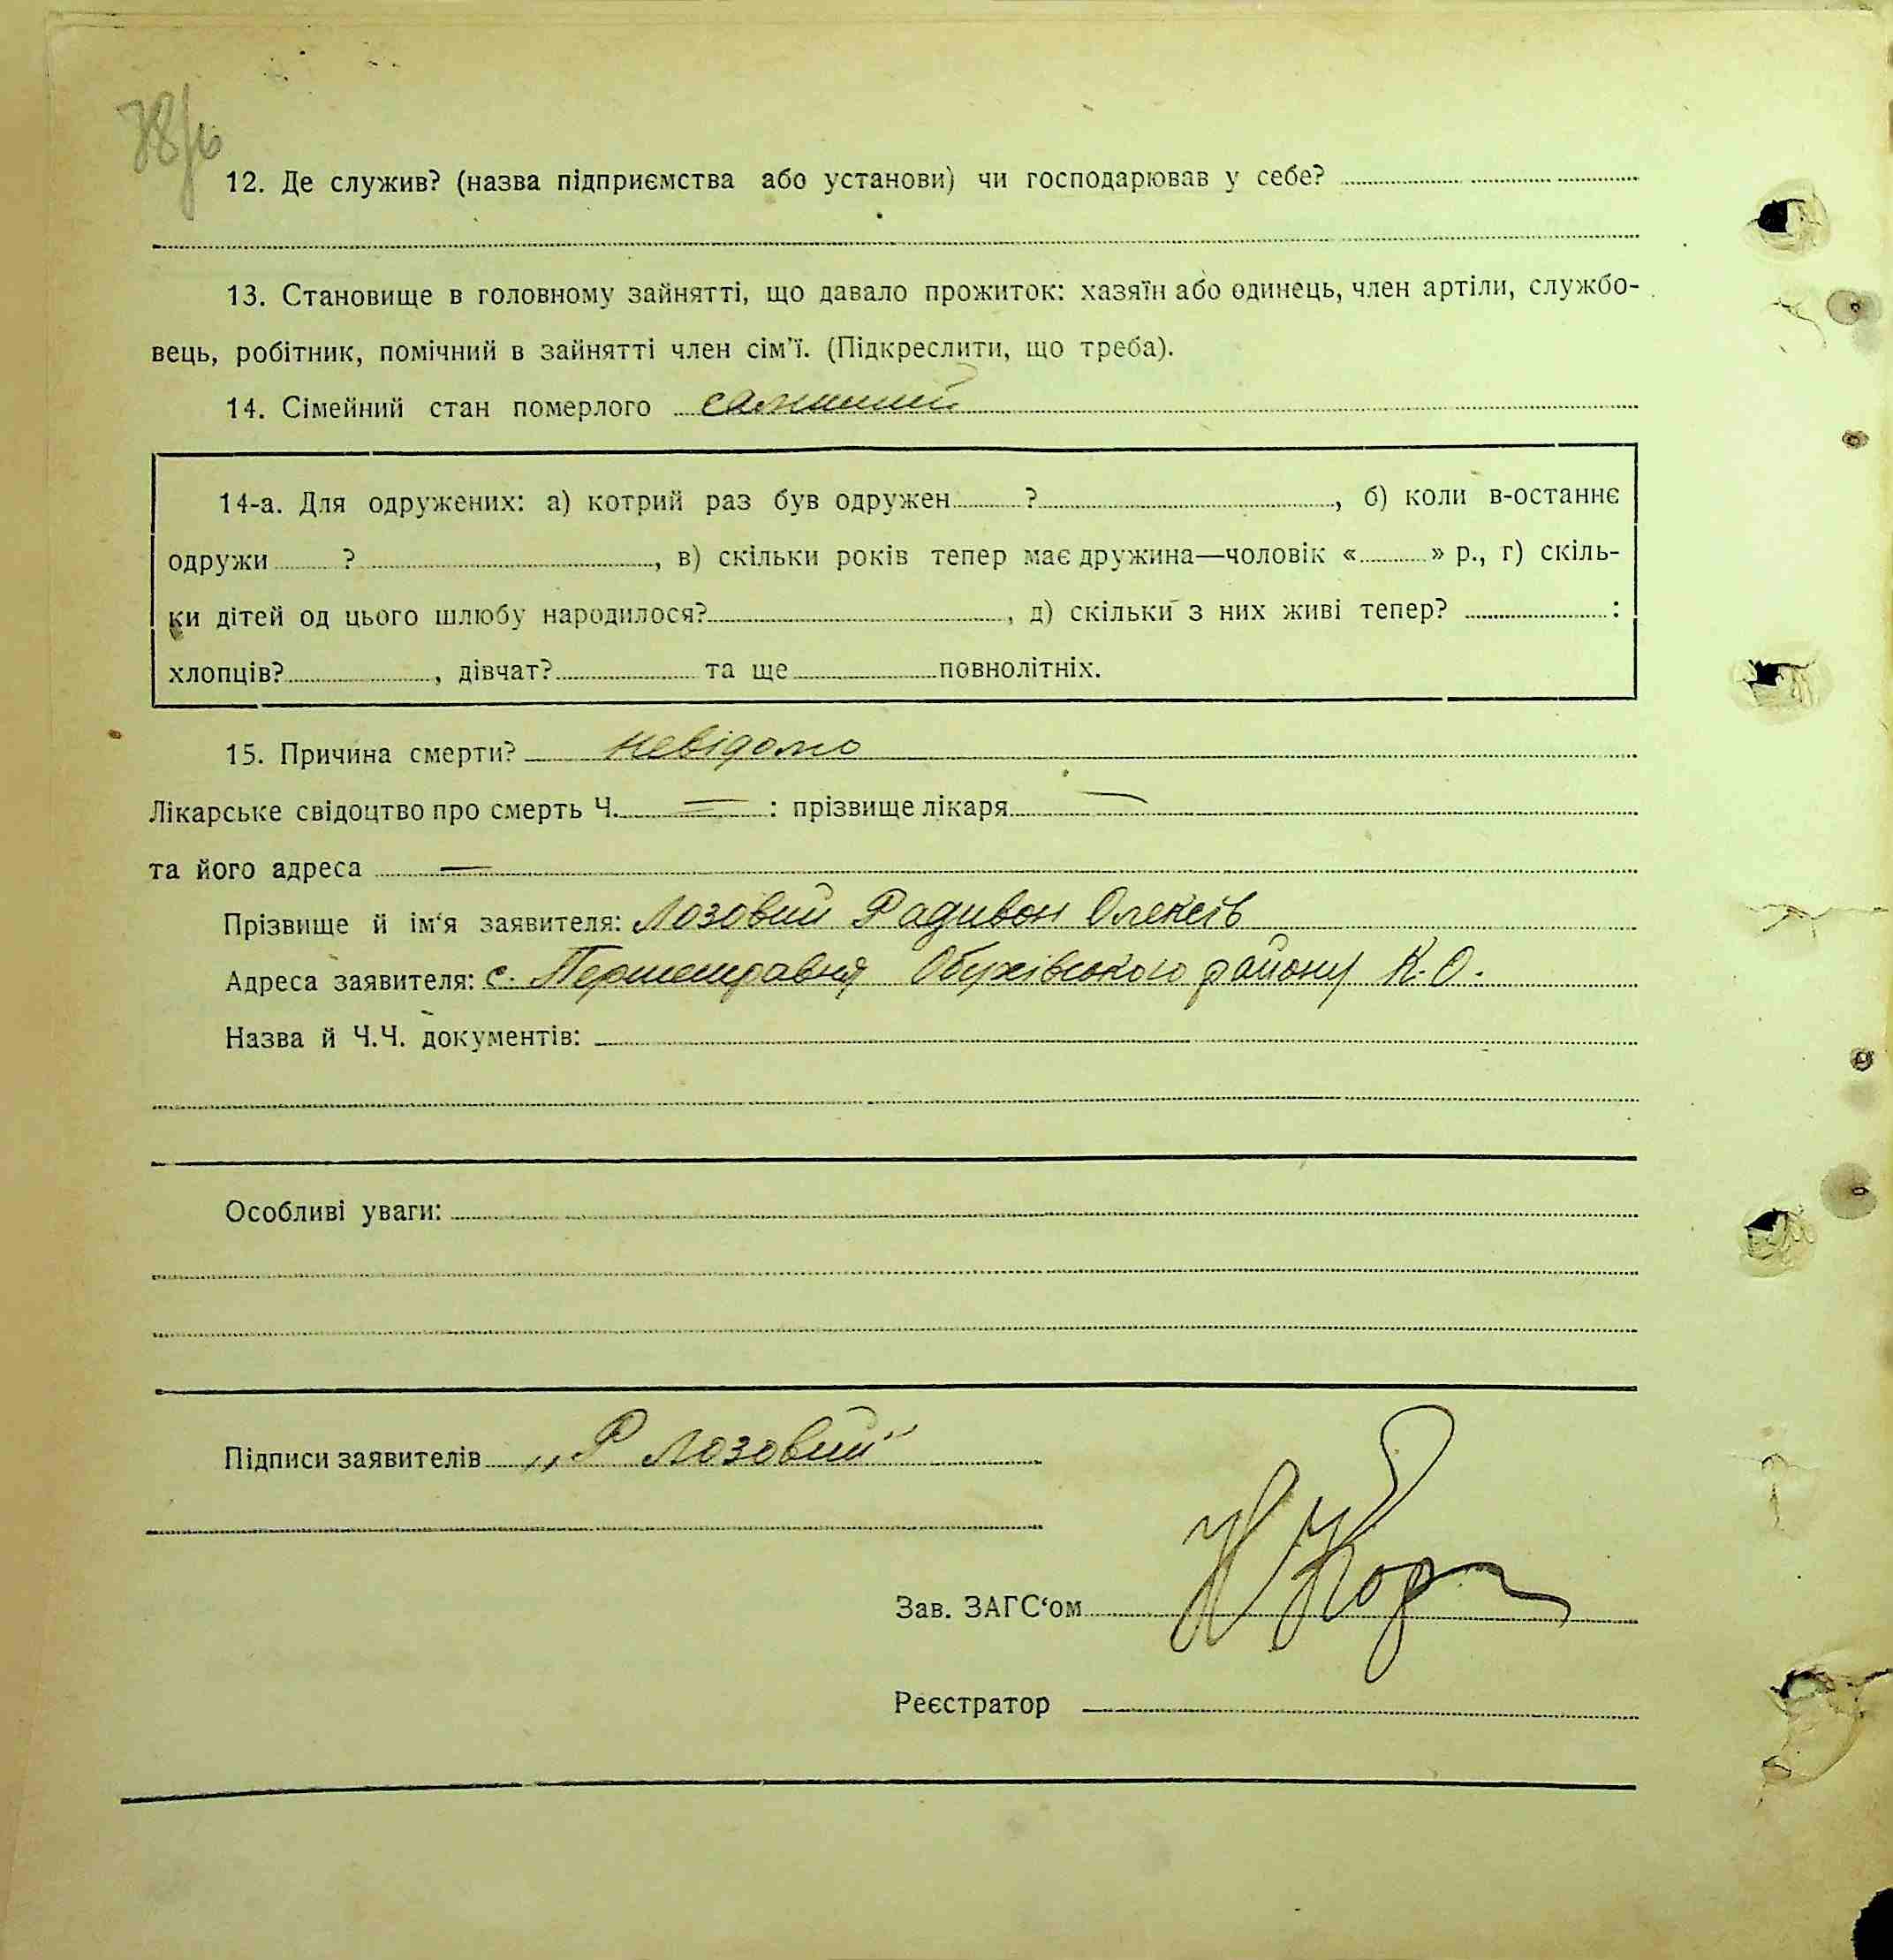 12. Де служив? (назва підприємства або установи) чи господарював у себе?
13. Становище в головному зайнятті, що давало прожиток: хазяїн або одинець, член артіли, службо-
вець, робітник, помічний в зайнятті член сім'ї. (Підкреслити, що треба).
14. Сімейний стан померлого
14-а. Для одружених: а) котрий раз був одружен ?, б) коли в-останнє
одружи ?, в) скільки років тепер має дружина—чоловік « » р., г) скіль-
ки дітей од цього шлюбу народилося?, д) скільки з них живі тепер? :
хлопців?, дівчат? та ще повнолітніх.
15. Причина смерти? невідомо
Лікарське свідоцтво про смерть Ч. = : прізвище лікаря —
та його адреса —
Прізвище й ім'я заявителя: Лозовий Радивон Олексів
Адреса заявителя: с. Обухівського району К. О.
Назва й Ч.Ч. документів:
Особливі уваги:
Підписи заявителів „Р Лозовий"
Зав. ЗАГС'ом
Реєстратор